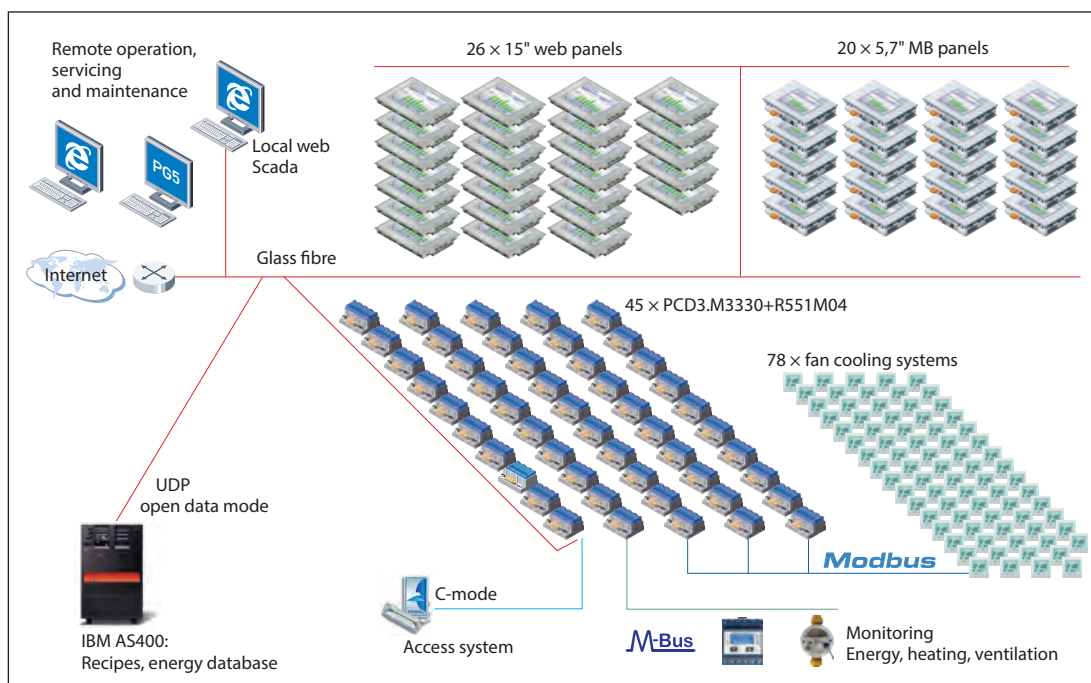 Remote operation,
servicing
and maintenance
26 × 15" web panels
20 × 5,7" MB panels
PG5
Local web
Scada
Internet
Glass fibre
45 × PCD3.M3330+R551M04
78 × fan cooling systems
UDP
open data mode
Modbus
C-mode
Access system
M-Bus
Monitoring
Energy, heating, ventilation
IBM AS400:
Recipes, energy database